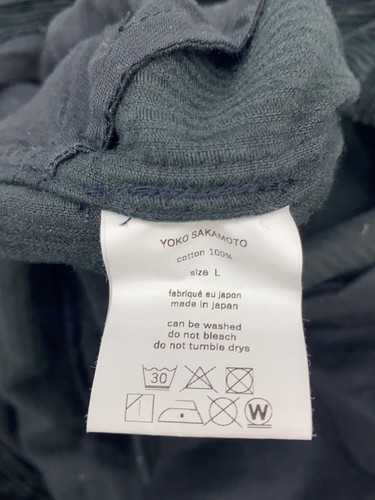 YOKO SAKAMOTO
cotton 100%
size L
fabriqué au japon
made in japan
can be washed
do not bleach
do not tumble drys
30
W